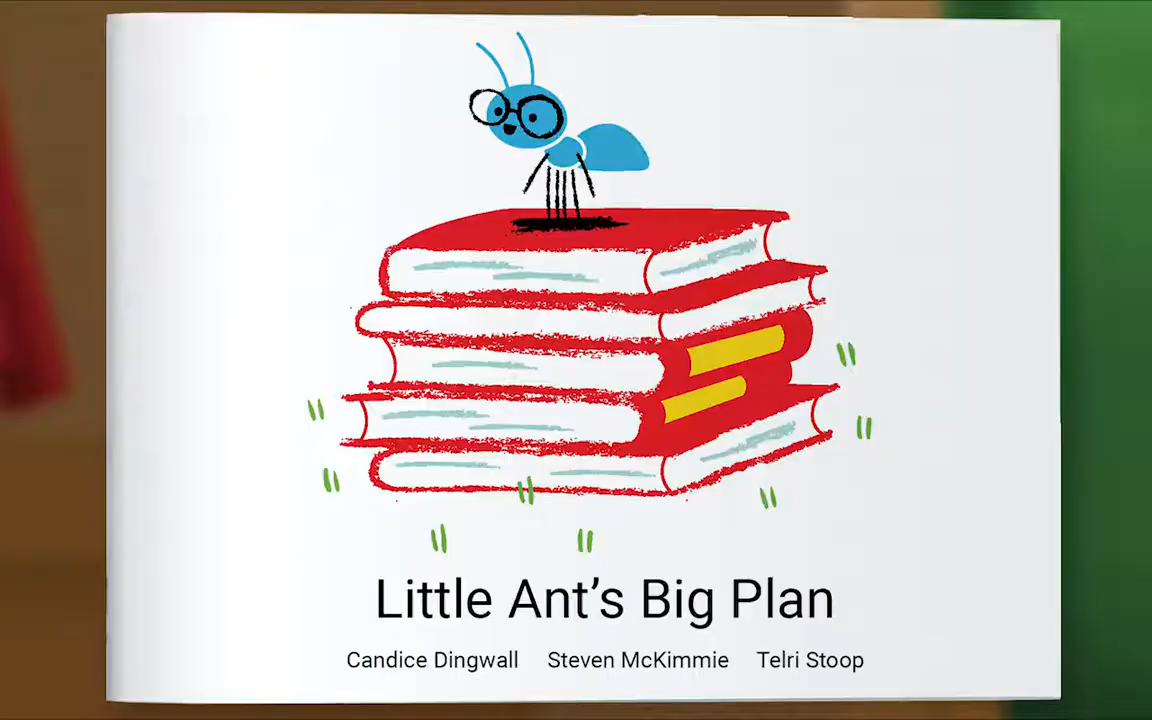 Little Ant’s Big Plan
Candice Dingwall Steven McKimmie Telri Stoop